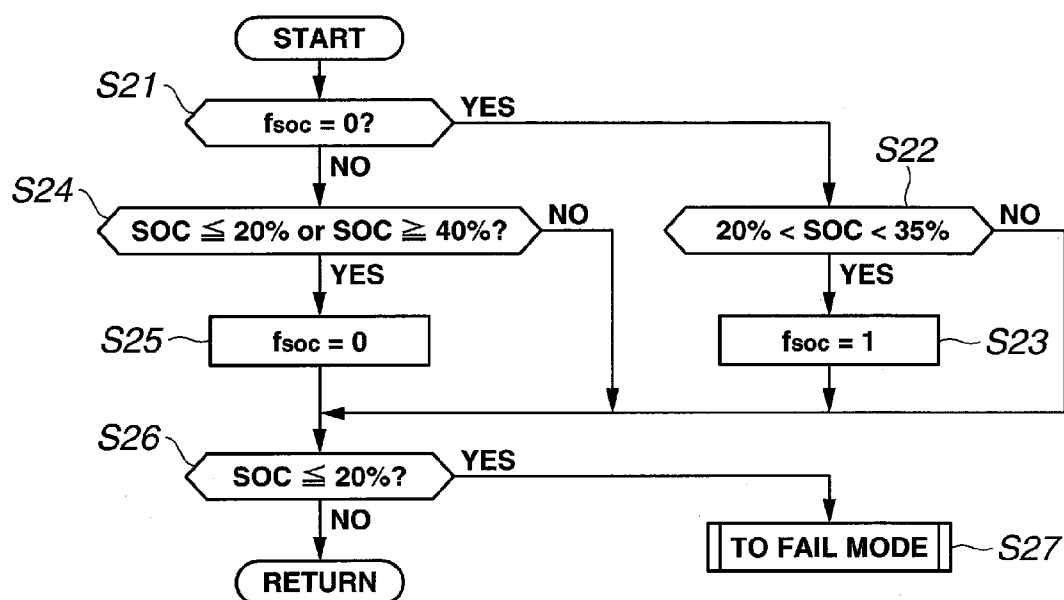 START
S21
fsoc = 0?
YES
NO
S22
S24
SOC ≦ 20% or SOC ≧ 40%?
NO
20% < SOC < 35%
NO
YES
YES
S25
fsoc = 0
fsoc = 1
S23
S26
SOC ≦ 20%?
YES
NO
TO FAIL MODE
S27
RETURN